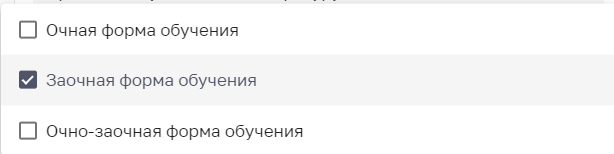 Очная форма обучения
Заочная форма обучения
Очно-заочная форма обучения